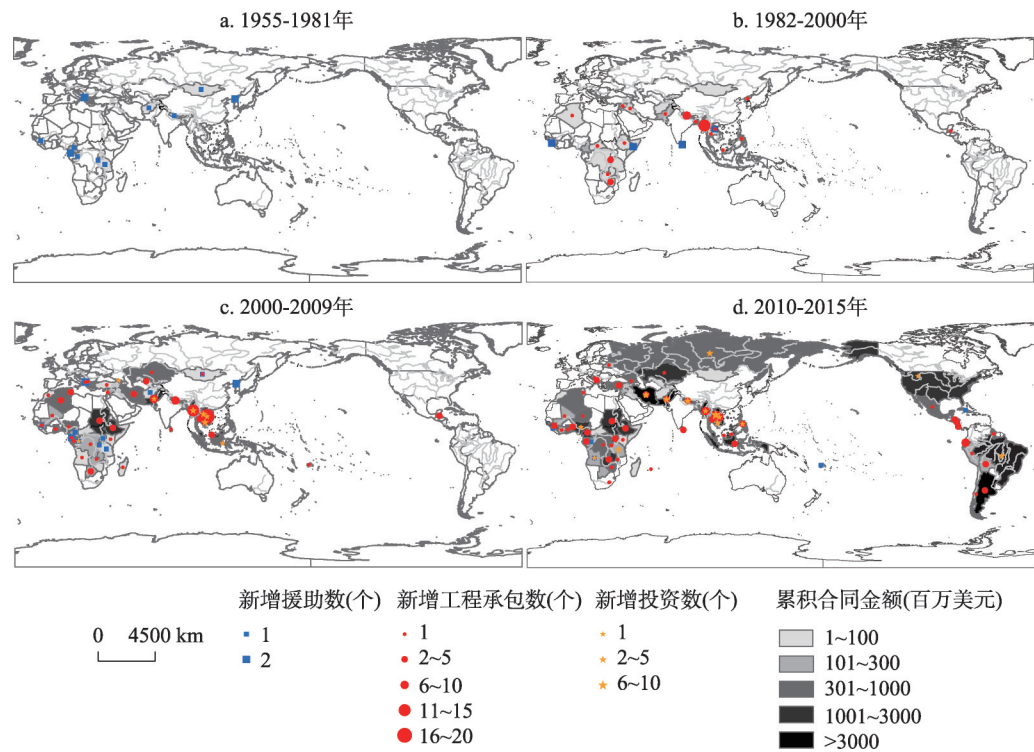 a. 1955-1981年
b. 1982-2000年
c. 2000-2009年
d. 2010-2015年
0 4500 km
新增援助数(个)
1
2
新增工程承包数(个)
1
2~5
6~10
11~15
16~20
新增投资数(个)
1
2~5
6~10
累积合同金额(百万美元)
1~100
101~300
301~1000
1001~3000
>3000